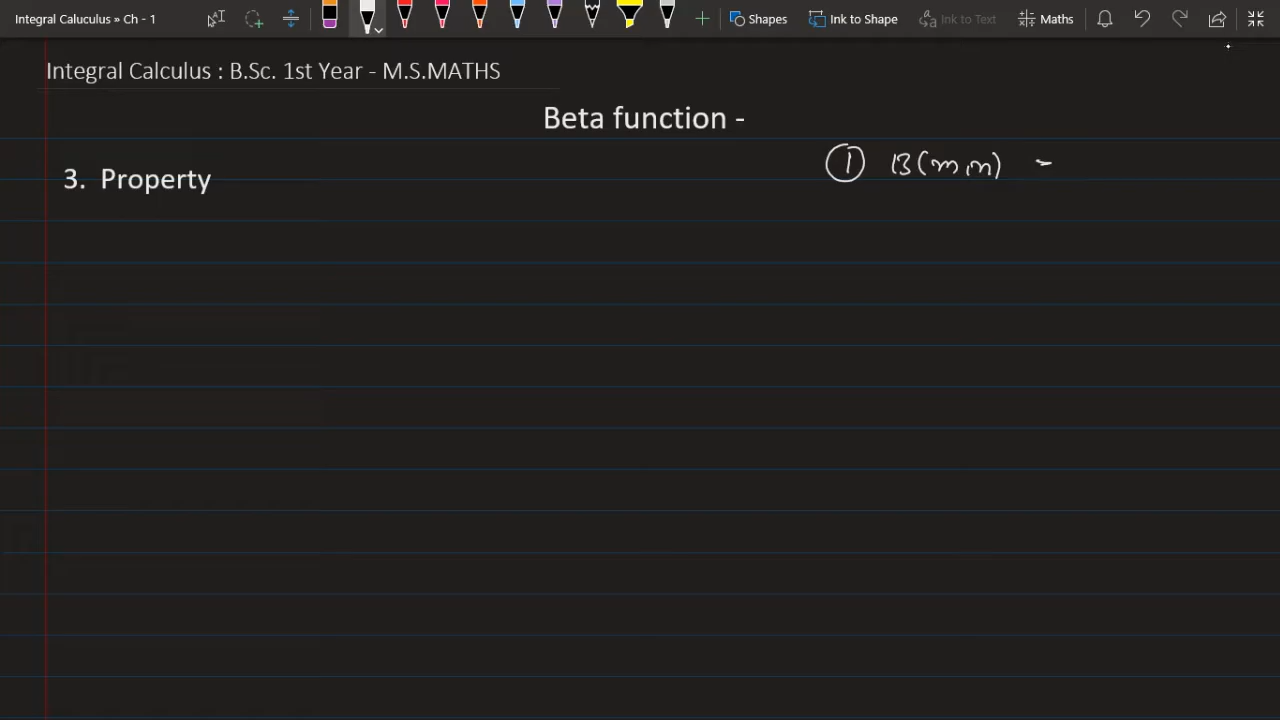 Integral Caluculus » Ch - 1
Shapes
Ink to Shape
Ink to Text
Maths
Integral Calculus : B.Sc. 1st Year - M.S.MATHS
Beta function -
① B(m,n) =
3. Property